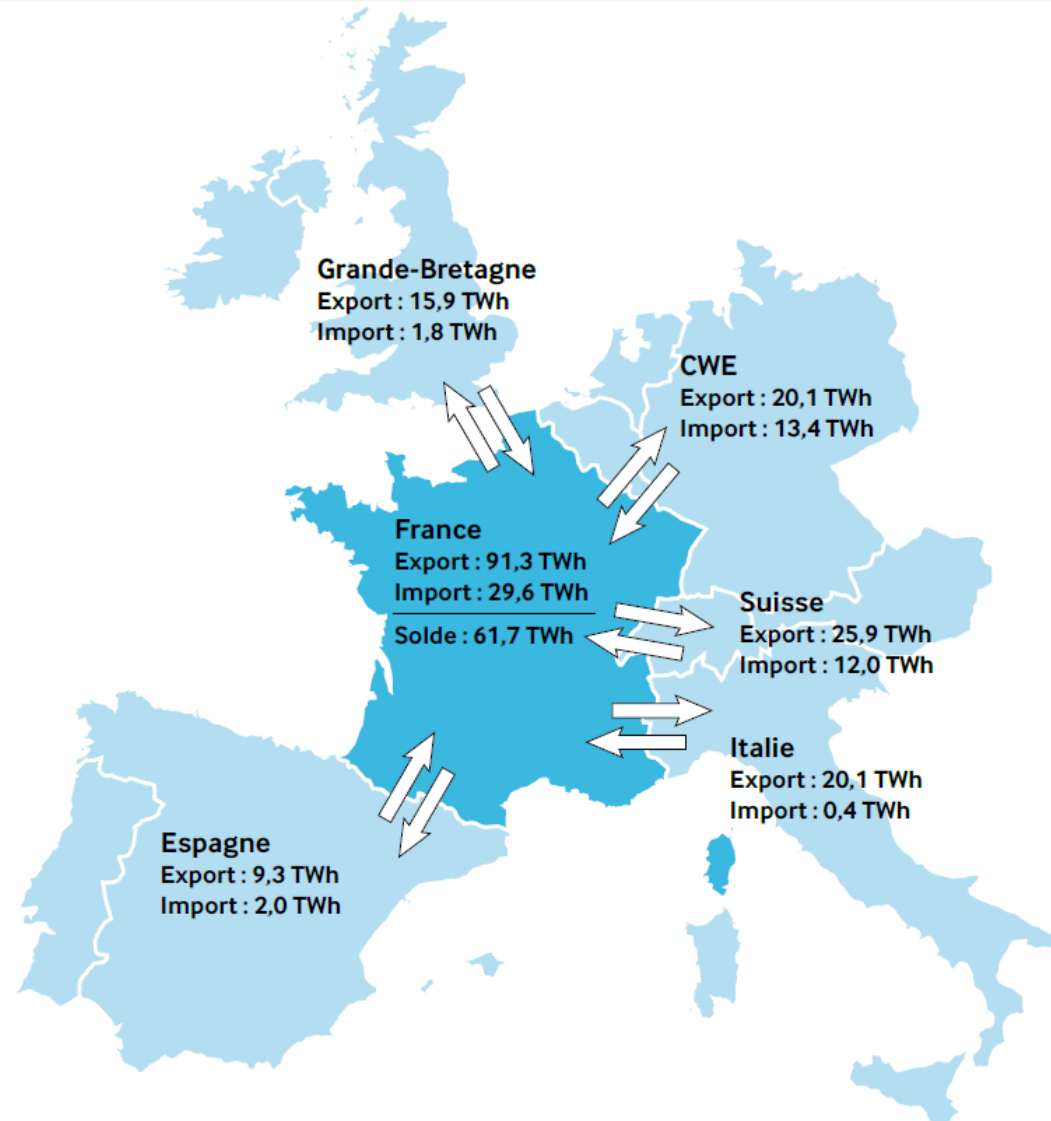 Grande-Bretagne
Export : 15,9 TWh
Import : 1,8 TWh
CWE
Export : 20,1 TWh
Import : 13,4 TWh
France
Export : 91,3 TWh
Import : 29,6 TWh
Solde : 61,7 TWh
Suisse
Export : 25,9 TWh
Import : 12,0 TWh
Italie
Export : 20,1 TWh
Import : 0,4 TWh
Espagne
Export : 9,3 TWh
Import : 2,0 TWh